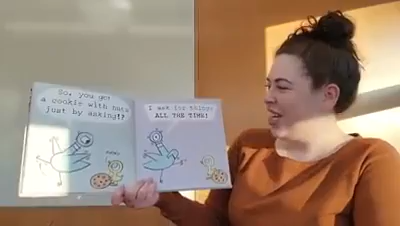 So, you got
a cookie with nuts
just by asking!?
I ask for things
ALL THE TIME!